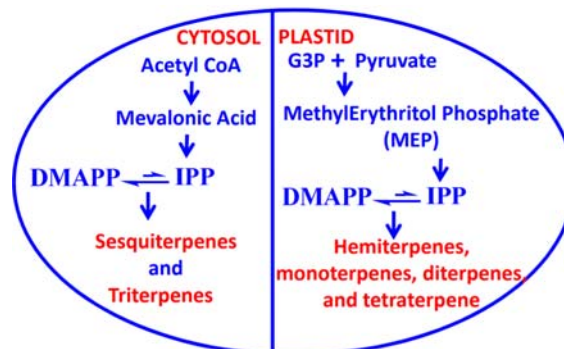 CYTOSOL
Acetyl CoA
Mevalonic Acid
DMAPP IPP
Sesquiterpenes
and
Triterpenes
PLASTID
G3P + Pyruvate
MethylErythritol Phosphate
(MEP)
DMAPP IPP
Hemiterpenes,
monoterpenes, diterpenes,
and tetraterpene